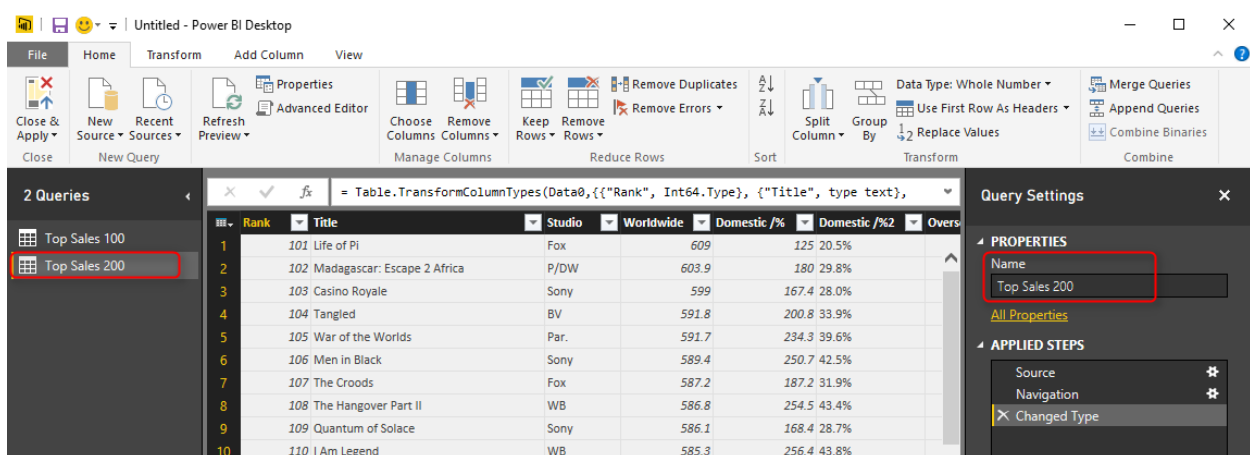 Untitled - Power BI Desktop
File Home Transform Add Column View
Close & Apply
New Source
Recent Sources
Refresh Preview
Properties
Advanced Editor
Choose Columns
Remove Columns
Keep Rows
Remove Rows
Remove Duplicates
Remove Errors
Split Column
Group By
Data Type: Whole Number
Use First Row As Headers
Replace Values
Merge Queries
Append Queries
Combine Binaries
Close New Query Manage Columns Reduce Rows Sort Transform Combine
2 Queries
Top Sales 100
Top Sales 200
fx = Table.TransformColumnTypes(Data0,{{"Rank", Int64.Type}, {"Title", type text},
Rank Title Studio Worldwide Domestic /% Domestic /%2 Overs
1 101 Life of Pi Fox 609 125 20.5%
2 102 Madagascar: Escape 2 Africa P/DW 603.9 180 29.8%
3 103 Casino Royale Sony 599 167.4 28.0%
4 104 Tangled BV 591.8 200.8 33.9%
5 105 War of the Worlds Par. 591.7 234.3 39.6%
6 106 Men in Black Sony 589.4 250.7 42.5%
7 107 The Croods Fox 587.2 187.2 31.9%
8 108 The Hangover Part II WB 586.8 254.5 43.4%
9 109 Quantum of Solace Sony 586.1 168.4 28.7%
10 110 I Am Legend WB 585.3 256.4 43.8%
Query Settings
PROPERTIES
Name
Top Sales 200
All Properties
APPLIED STEPS
Source
Navigation
Changed Type